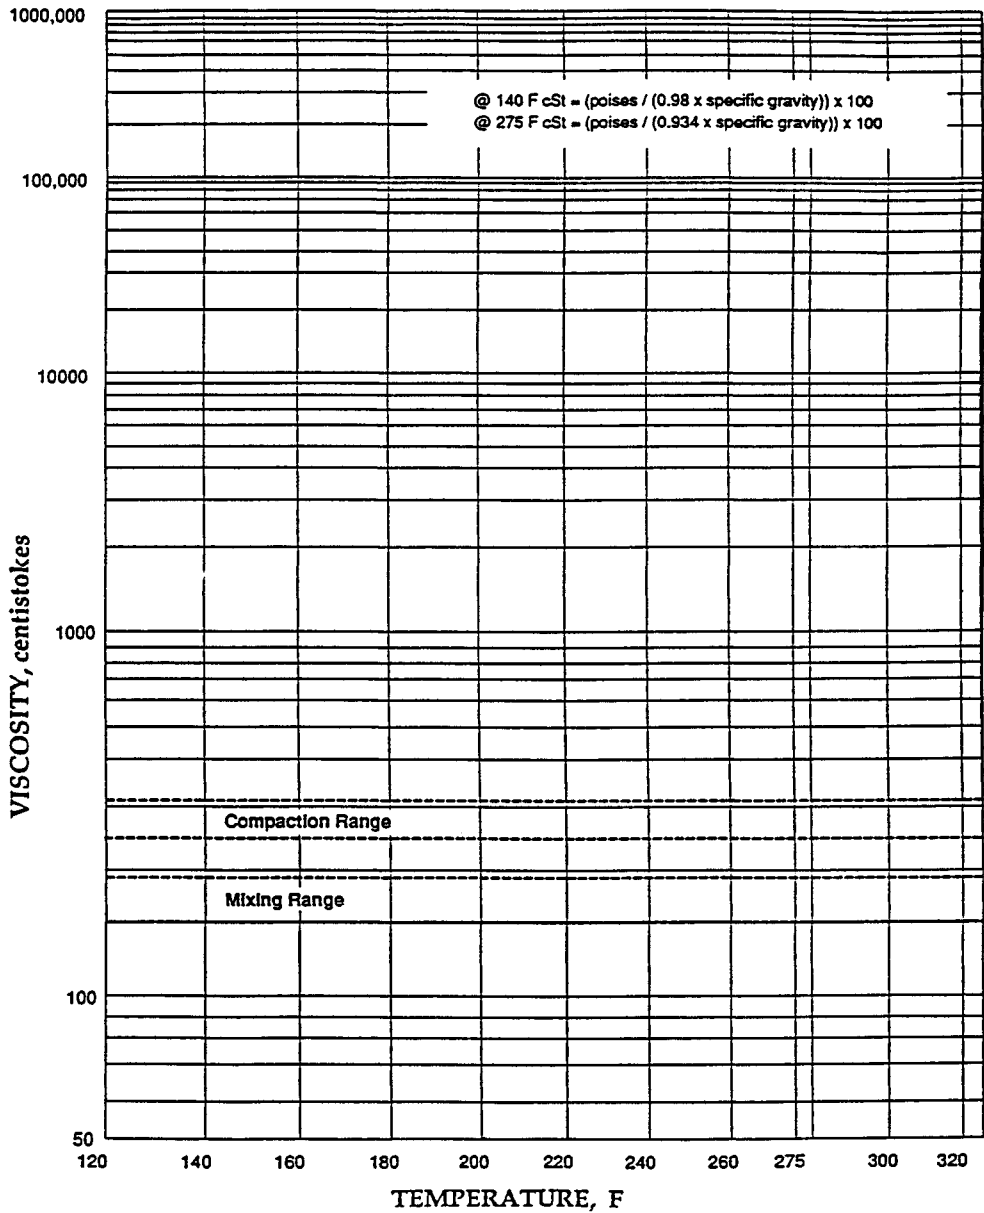 1000,000
@ 140 F cSt = (poises / (0.98 x specific gravity)) x 100
@ 275 F cSt = (poises / (0.934 x specific gravity)) x 100
100,000
10000
1000
Compaction Range
Mixing Range
100
50
120 140 160 180 200 220 240 260 275 300 320
VISCOSITY, centistokes
TEMPERATURE, F